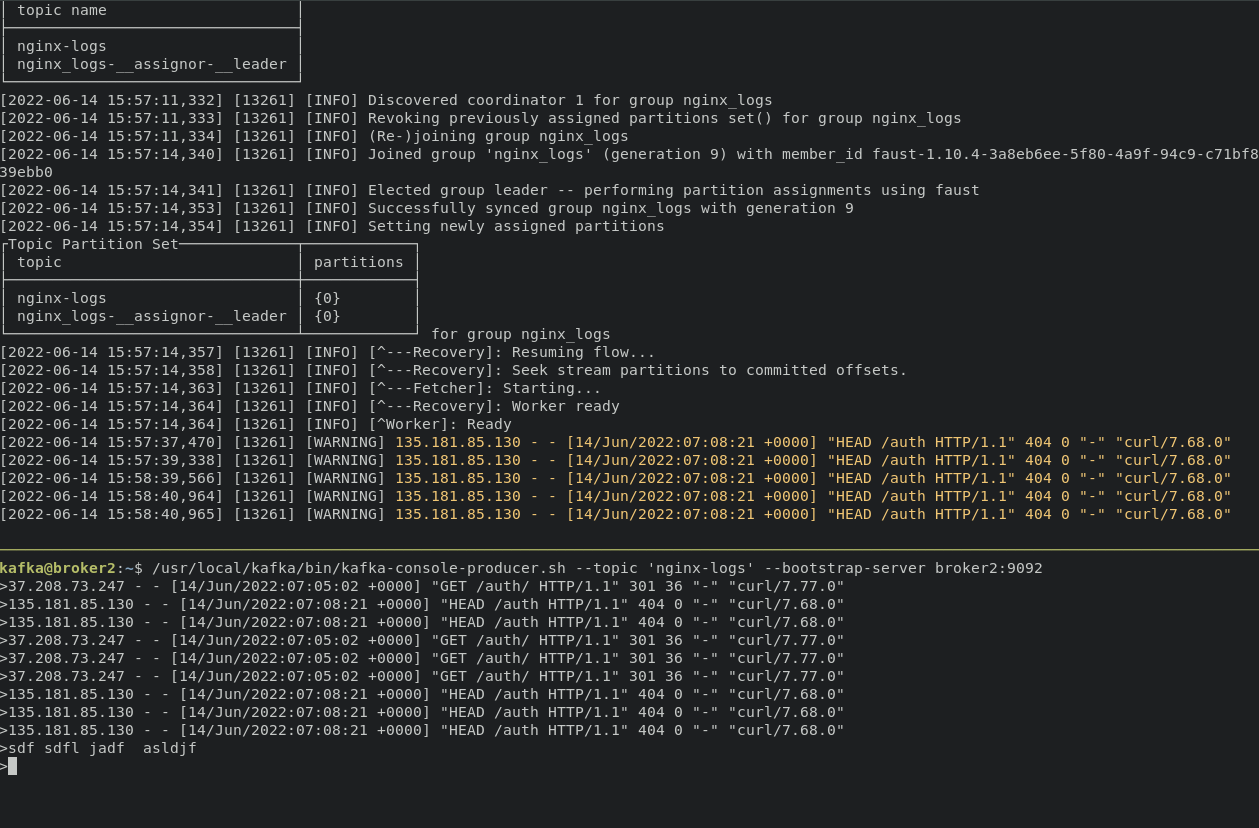 topic name
nginx-logs
nginx_logs-__assignor-__leader
[2022-06-14 15:57:11,332] [13261] [INFO] Discovered coordinator 1 for group nginx_logs
[2022-06-14 15:57:11,333] [13261] [INFO] Revoking previously assigned partitions set() for group nginx_logs
[2022-06-14 15:57:11,334] [13261] [INFO] (Re-)joining group nginx_logs
[2022-06-14 15:57:14,340] [13261] [INFO] Joined group 'nginx_logs' (generation 9) with member_id faust-1.10.4-3a8eb6ee-5f80-4a9f-94c9-c71bf8
39ebb0
[2022-06-14 15:57:14,341] [13261] [INFO] Elected group leader -- performing partition assignments using faust
[2022-06-14 15:57:14,353] [13261] [INFO] Successfully synced group nginx_logs with generation 9
[2022-06-14 15:57:14,354] [13261] [INFO] Setting newly assigned partitions
Topic Partition Set
topic partitions
nginx-logs {0}
nginx_logs-__assignor-__leader {0}
for group nginx_logs
[2022-06-14 15:57:14,357] [13261] [INFO] [^---Recovery]: Resuming flow...
[2022-06-14 15:57:14,358] [13261] [INFO] [^---Recovery]: Seek stream partitions to committed offsets.
[2022-06-14 15:57:14,363] [13261] [INFO] [^---Fetcher]: Starting...
[2022-06-14 15:57:14,364] [13261] [INFO] [^---Recovery]: Worker ready
[2022-06-14 15:57:14,364] [13261] [INFO] [^Worker]: Ready
[2022-06-14 15:57:37,470] [13261] [WARNING] 135.181.85.130 - - [14/Jun/2022:07:08:21 +0000] "HEAD /auth HTTP/1.1" 404 0 "-" "curl/7.68.0"
[2022-06-14 15:57:39,338] [13261] [WARNING] 135.181.85.130 - - [14/Jun/2022:07:08:21 +0000] "HEAD /auth HTTP/1.1" 404 0 "-" "curl/7.68.0"
[2022-06-14 15:58:39,566] [13261] [WARNING] 135.181.85.130 - - [14/Jun/2022:07:08:21 +0000] "HEAD /auth HTTP/1.1" 404 0 "-" "curl/7.68.0"
[2022-06-14 15:58:40,964] [13261] [WARNING] 135.181.85.130 - - [14/Jun/2022:07:08:21 +0000] "HEAD /auth HTTP/1.1" 404 0 "-" "curl/7.68.0"
[2022-06-14 15:58:40,965] [13261] [WARNING] 135.181.85.130 - - [14/Jun/2022:07:08:21 +0000] "HEAD /auth HTTP/1.1" 404 0 "-" "curl/7.68.0"
kafka@broker2:~$ /usr/local/kafka/bin/kafka-console-producer.sh --topic 'nginx-logs' --bootstrap-server broker2:9092
>37.208.73.247 - - [14/Jun/2022:07:05:02 +0000] "GET /auth/ HTTP/1.1" 301 36 "-" "curl/7.77.0"
>135.181.85.130 - - [14/Jun/2022:07:08:21 +0000] "HEAD /auth HTTP/1.1" 404 0 "-" "curl/7.68.0"
>135.181.85.130 - - [14/Jun/2022:07:08:21 +0000] "HEAD /auth HTTP/1.1" 404 0 "-" "curl/7.68.0"
>37.208.73.247 - - [14/Jun/2022:07:05:02 +0000] "GET /auth/ HTTP/1.1" 301 36 "-" "curl/7.77.0"
>37.208.73.247 - - [14/Jun/2022:07:05:02 +0000] "GET /auth/ HTTP/1.1" 301 36 "-" "curl/7.77.0"
>37.208.73.247 - - [14/Jun/2022:07:05:02 +0000] "GET /auth/ HTTP/1.1" 301 36 "-" "curl/7.77.0"
>135.181.85.130 - - [14/Jun/2022:07:08:21 +0000] "HEAD /auth HTTP/1.1" 404 0 "-" "curl/7.68.0"
>135.181.85.130 - - [14/Jun/2022:07:08:21 +0000] "HEAD /auth HTTP/1.1" 404 0 "-" "curl/7.68.0"
>135.181.85.130 - - [14/Jun/2022:07:08:21 +0000] "HEAD /auth HTTP/1.1" 404 0 "-" "curl/7.68.0"
>sdf sdfl jadf  asldjf
>